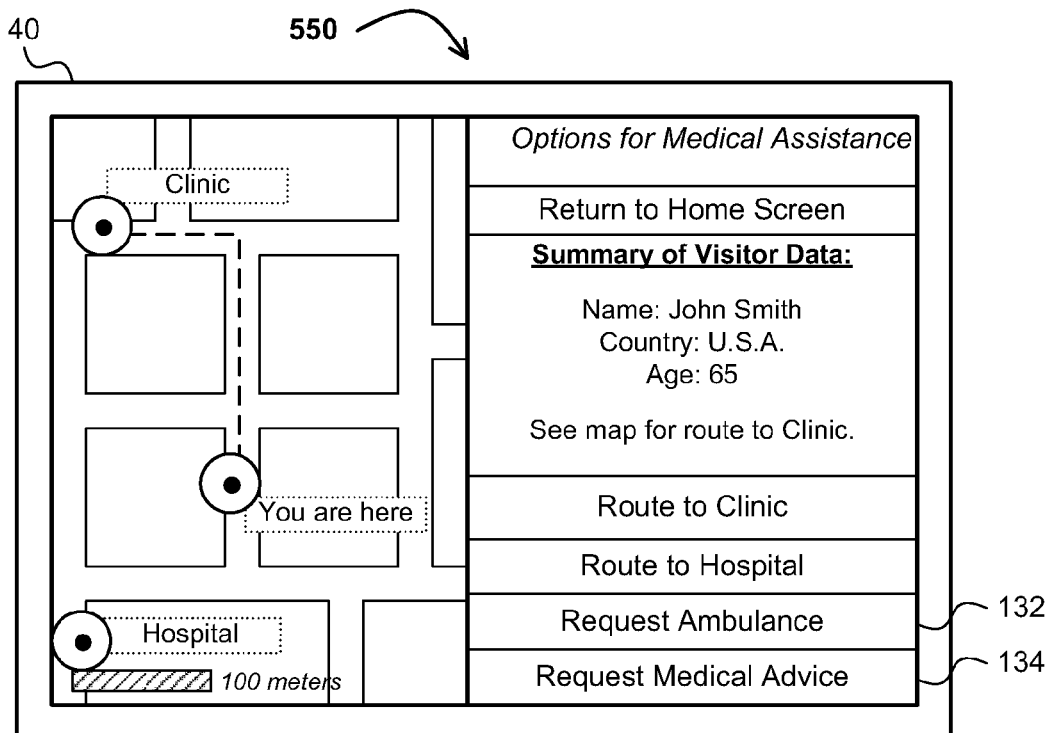 550
40
Clinic
You are here
Hospital
100 meters
Options for Medical Assistance
Return to Home Screen
Summary of Visitor Data:
Name: John Smith
Country: U.S.A.
Age: 65
See map for route to Clinic.
Route to Clinic
Route to Hospital
Request Ambulance
132
Request Medical Advice
134